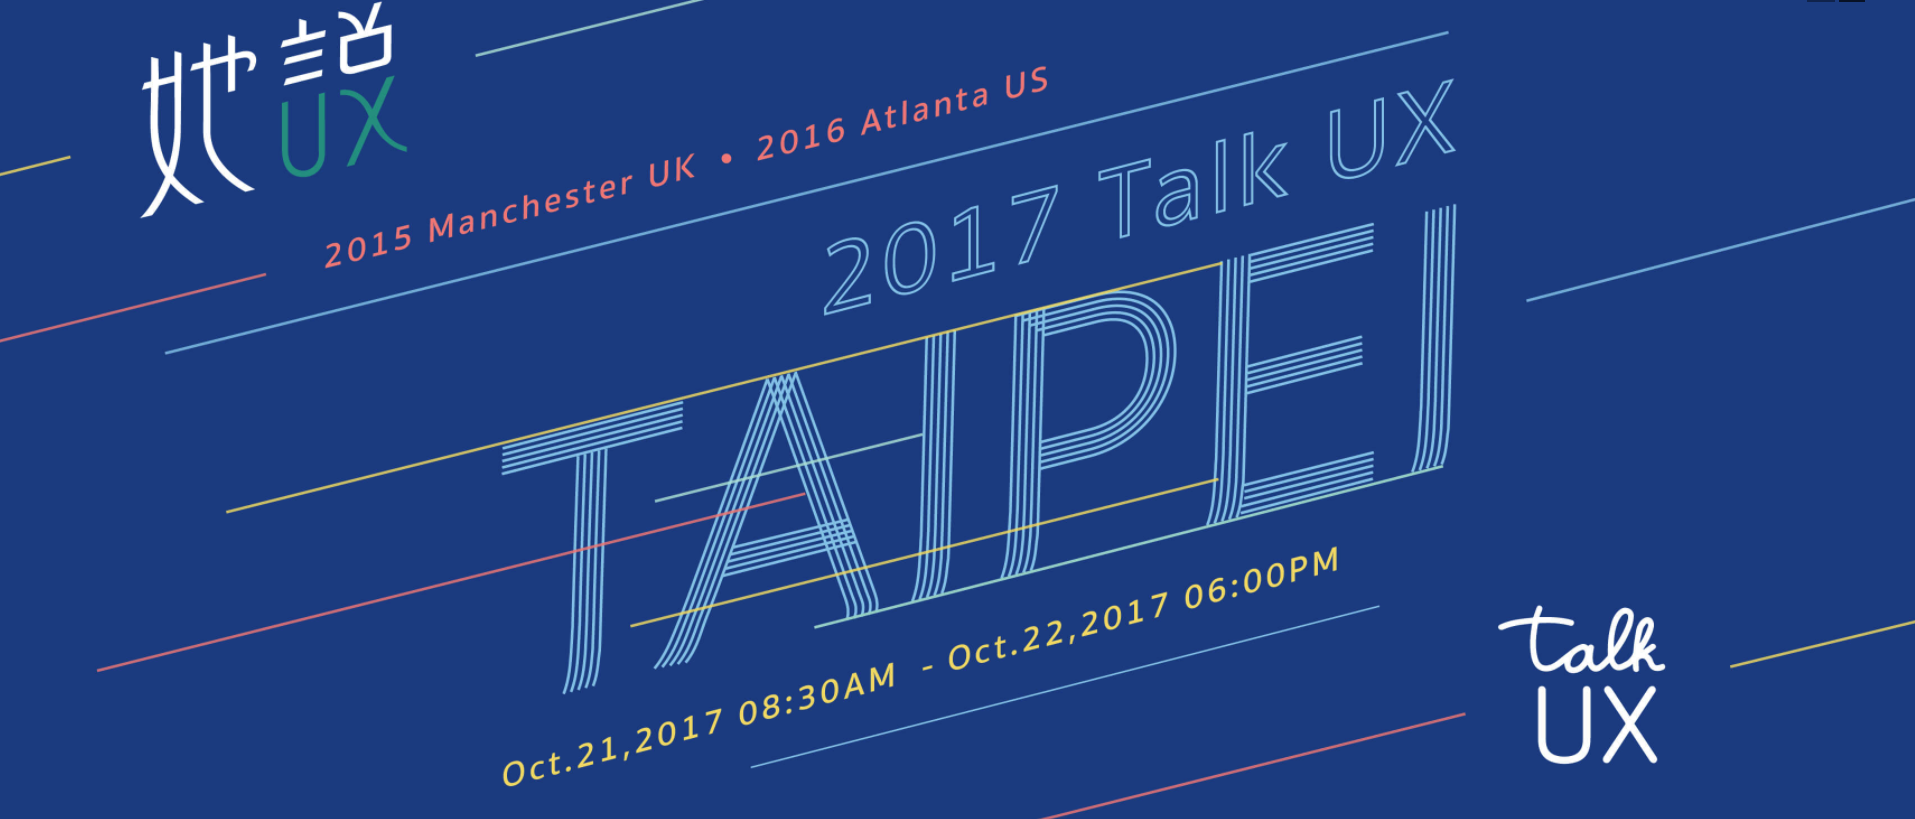 她説
UX
2015 Manchester UK • 2016 Atlanta US
2017 Talk UX
TAIPEI
Oct.21,2017 08:30AM - Oct.22,2017 06:00PM
talk
UX